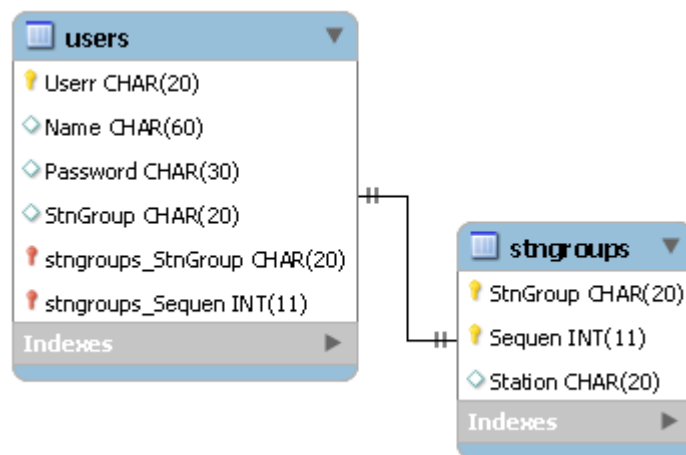 users
Userr CHAR(20)
Name CHAR(60)
Password CHAR(30)
StnGroup CHAR(20)
stngroups_StnGroup CHAR(20)
stngroups_Sequen INT(11)
Indexes
stngroups
StnGroup CHAR(20)
Sequen INT(11)
Station CHAR(20)
Indexes